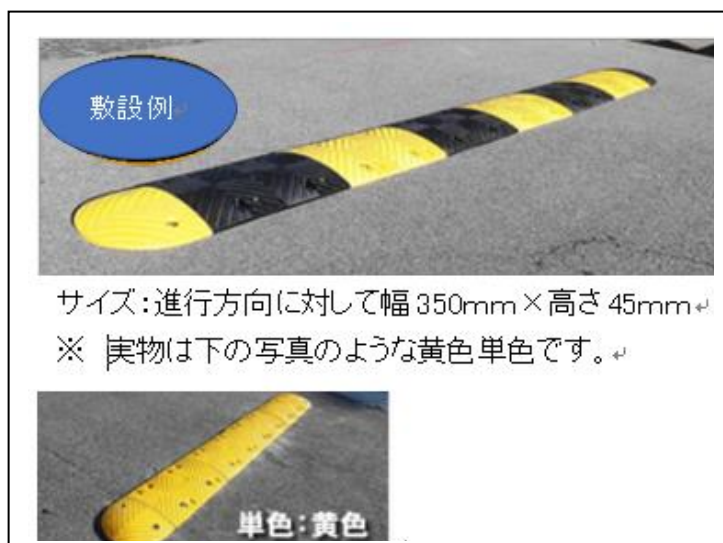 敷設例
サイズ：進行方向に対して幅350mm×高さ45mm
※ 実物は下の写真のような黄色単色です。
単色：黄色